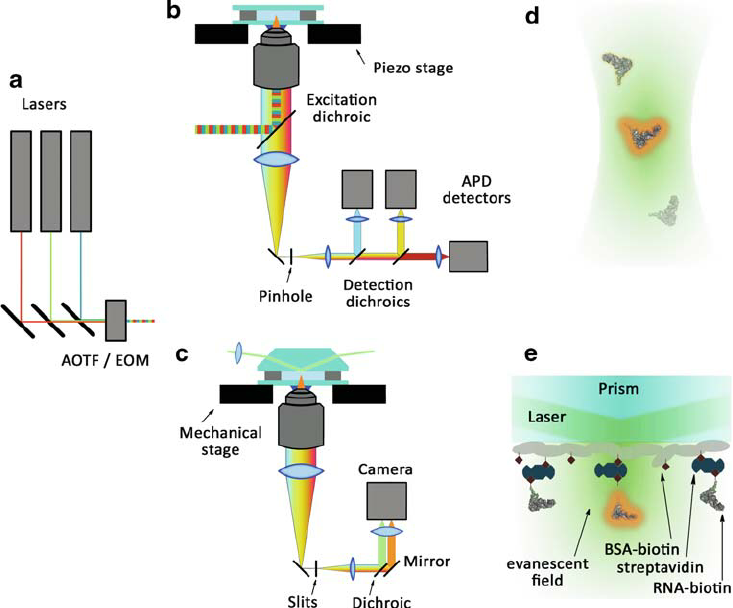 a
Lasers
AOTF / EOM
b
Piezo stage
Excitation
dichroic
APD
detectors
Pinhole
Detection
dichroics
c
Mechanical
stage
Camera
Mirror
Slits
Dichroic
d
e
Prism
Laser
evanescent
field
BSA-biotin
streptavidin
RNA-biotin